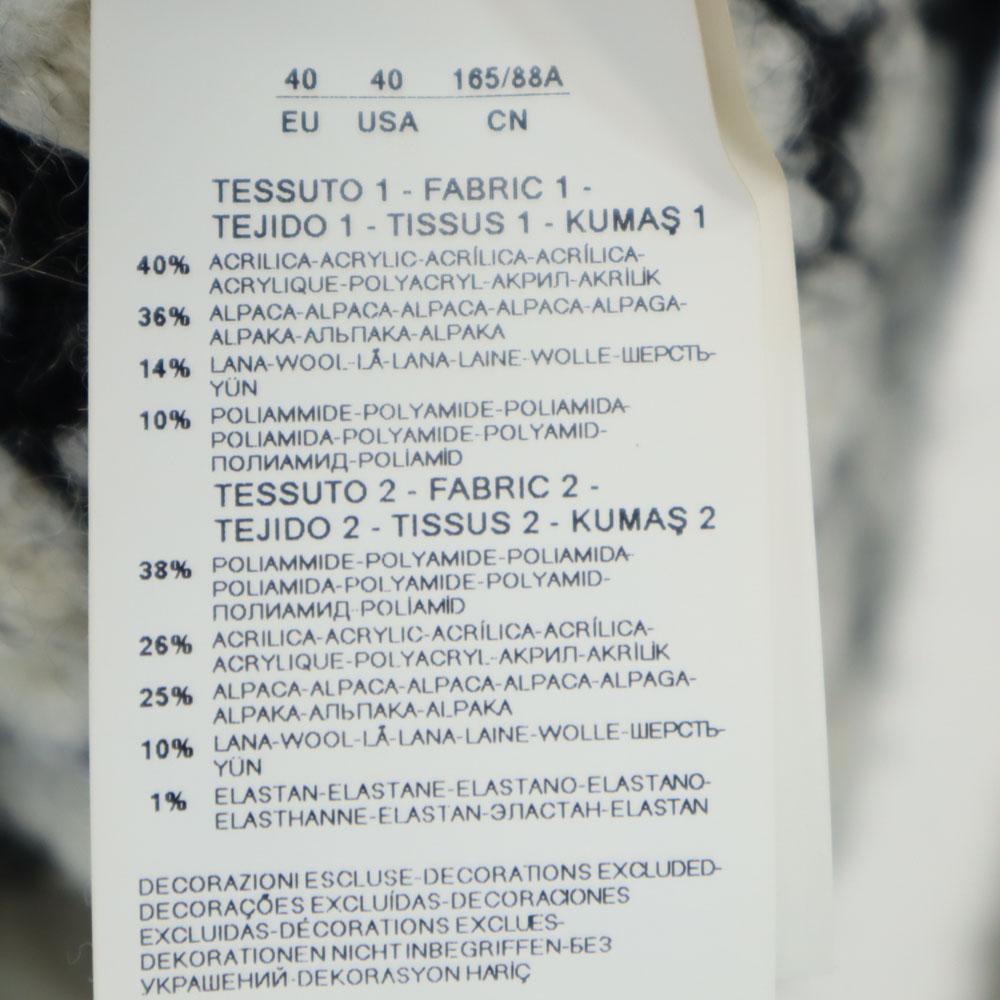 40 40 165/88A
EU USA CN
TESSUTO 1 - FABRIC 1 -
TEJIDO 1 - TISSUS 1 - KUMAŞ 1
40% ACRILICA-ACRYLIC-ACRÍLICA-ACRÍLICA-
ACRYLIQUE-POLYACRYL-АКРИЛ-AKRİLİK
36% ALPACA-ALPACA-ALPACA-ALPACA-ALPAGA-
ALPAKA-АЛЬПАКА-ALPAKA
14% LANA-WOOL-LÃ-LANA-LAINE-WOLLE-ШЕРСТЬ-
YÜN
10% POLIAMMIDE-POLYAMIDE-POLIAMIDA-
POLIAMIDA-POLYAMIDE-POLYAMID-
ПОЛИАМИД-POLİAMİD
TESSUTO 2 - FABRIC 2 -
TEJIDO 2 - TISSUS 2 - KUMAŞ 2
38% POLIAMMIDE-POLYAMIDE-POLIAMIDA-
POLIAMIDA-POLYAMIDE-POLYAMID-
ПОЛИАМИД-POLİAMİD
26% ACRILICA-ACRYLIC-ACRÍLICA-ACRÍLICA-
ACRYLIQUE-POLYACRYL-АКРИЛ-AKRİLİK
25% ALPACA-ALPACA-ALPACA-ALPACA-ALPAGA-
ALPAKA-АЛЬПАКА-ALPAKA
10% LANA-WOOL-LÃ-LANA-LAINE-WOLLE-ШЕРСТЬ-
YÜN
1% ELASTAN-ELASTANE-ELASTANO-ELASTANO-
ELASTHANNE-ELASTAN-ЭЛАСТАН-ELASTAN
DECORAZIONI ESCLUSE-DECORATIONS EXCLUDED-
DECORAÇÕES EXCLUÍDAS-DECORACIONES
EXCLUIDAS-DÉCORATIONS EXCLUES-
DEKORATIONEN NICHT INBEGRIFFEN-БЕЗ
УКРАШЕНИЙ-DEKORASYON HARİÇ